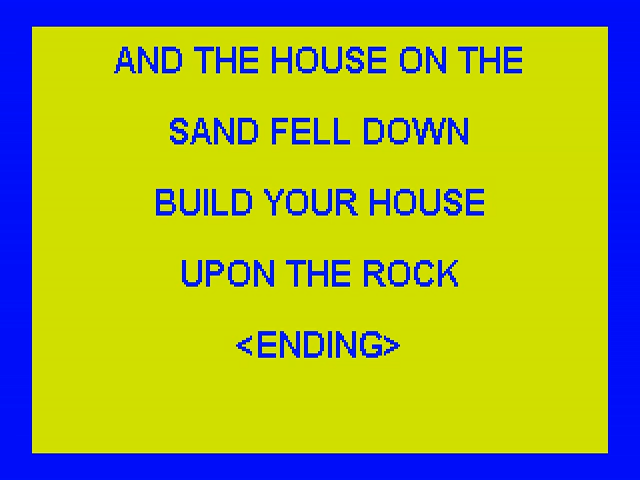 AND THE HOUSE ON THE
SAND FELL DOWN
BUILD YOUR HOUSE
UPON THE ROCK
<ENDING>